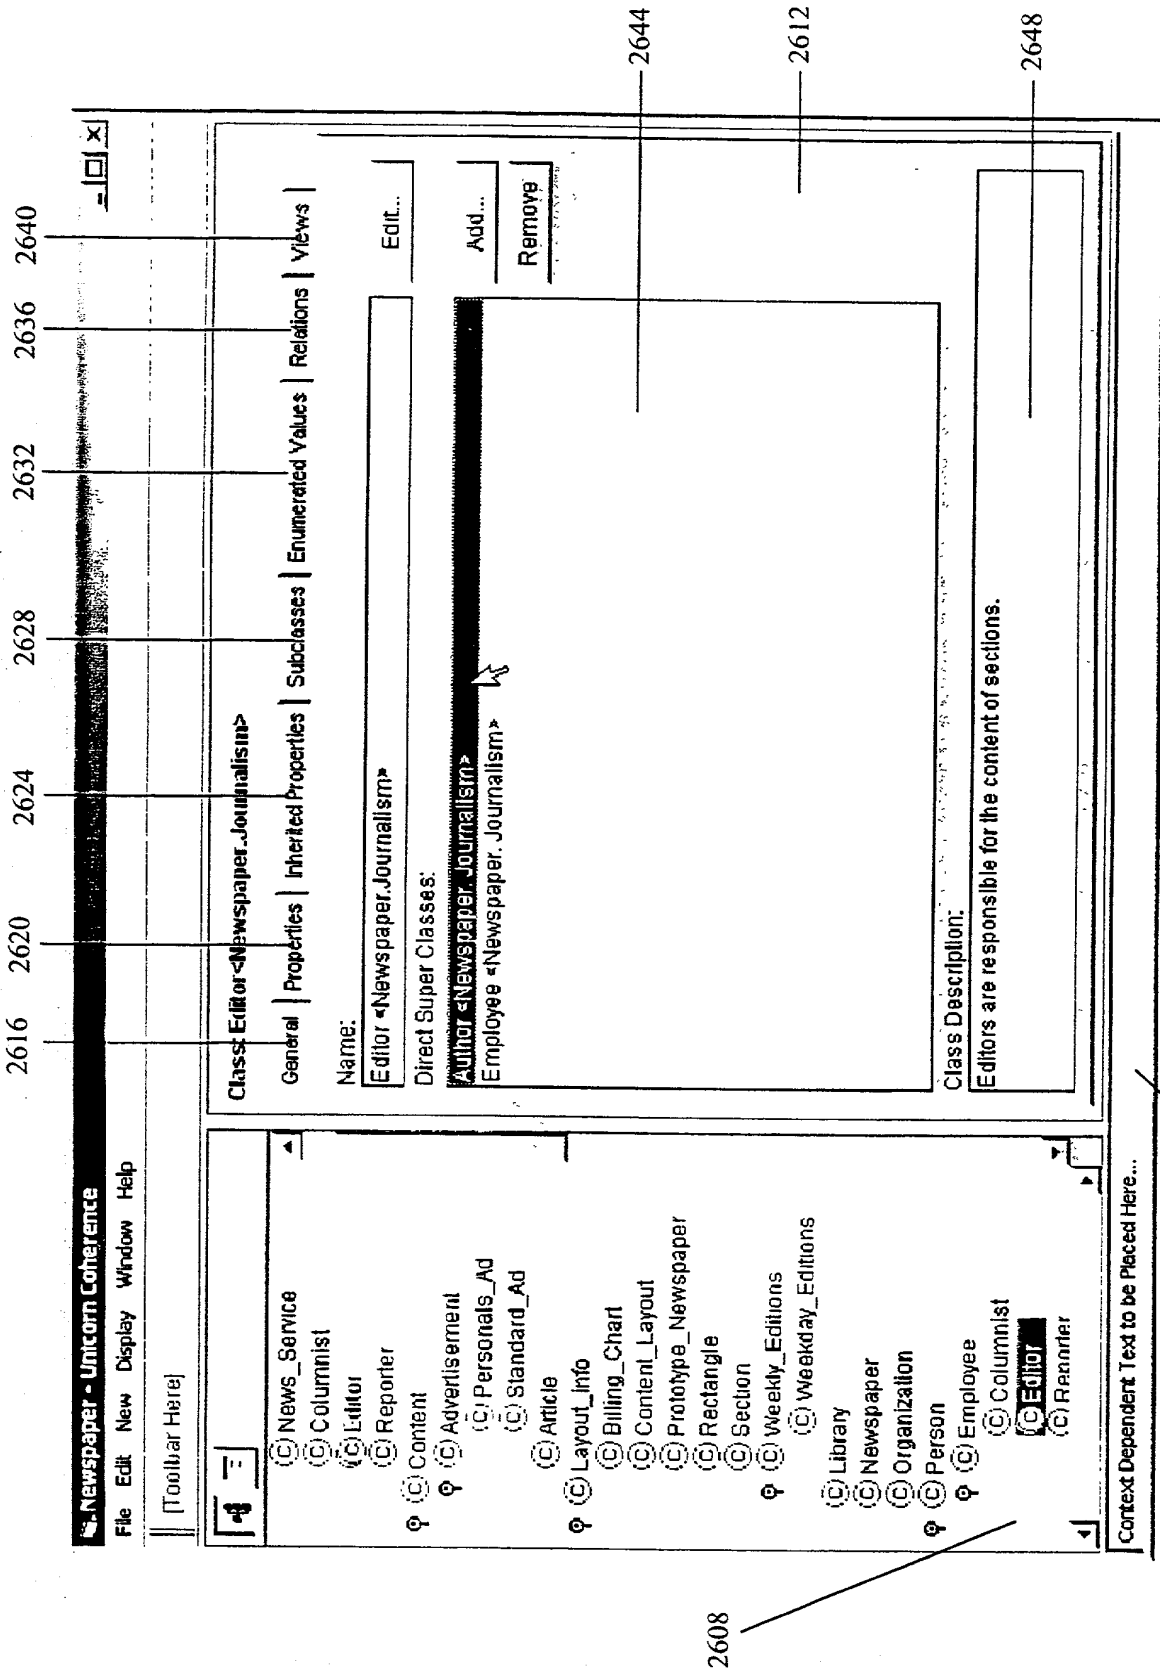 2616 2620 2624 2628 2632 2636 2640
Newspaper - Unicorn Coherence
File Edit New Display Window Help
[Toolbar Here]
(C) News_Service
(C) Columnist
(C) Editor
(C) Reporter
(C) Content
(C) Advertisement
(C) Personals_Ad
(C) Standard_Ad
(C) Article
(C) Layout_info
(C) Billing_Chart
(C) Content_Layout
(C) Prototype_Newspaper
(C) Rectangle
(C) Section
(C) Weekly_Editions
(C) Weekday_Editions
(C) Library
(C) Newspaper
(C) Organization
(C) Person
(C) Employee
(C) Columnist
(C) Editor
(C) Reporter
Class: Editor<Newspaper.Journalism>
General | Properties | Inherited Properties | Subclasses | Enumerated Values | Relations | Views |
Name:
Editor «Newspaper.Journalism»
Edit...
Direct Super Classes:
Author «Newspaper.Journalism»
Employee «Newspaper.Journalism»
Add...
Remove
Class Description:
Editors are responsible for the content of sections.
Context Dependent Text to be Placed Here...
2608
2644
2612
2648